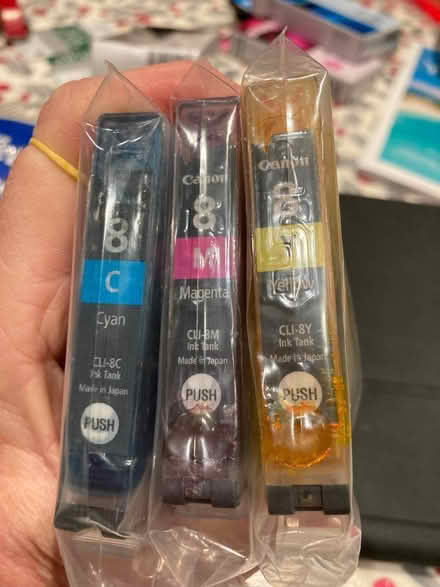 8
C
Cyan
CLI-8C
Ink Tank
Made in Japan
PUSH
Canon
8
M
Magenta
CLI-8M
Ink Tank
Made in Japan
PUSH
Canon
8
Yellow
CLI-8Y
Ink Tank
Made in Japan
PUSH